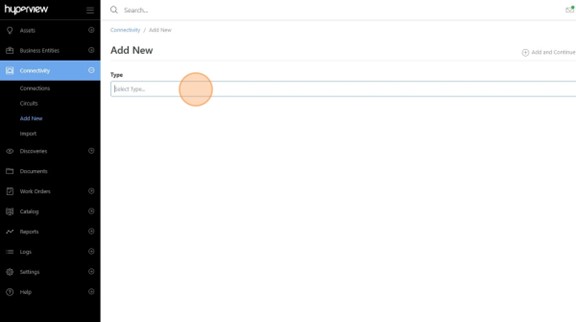 hyperview
Search...
Assets
Connectivity / Add New
Business Entities
Add New
Add and Continue
Connectivity
Type
Connections
Select Type...
Circuits
Add New
Import
Discoveries
Documents
Work Orders
Catalog
Reports
Logs
Settings
Help